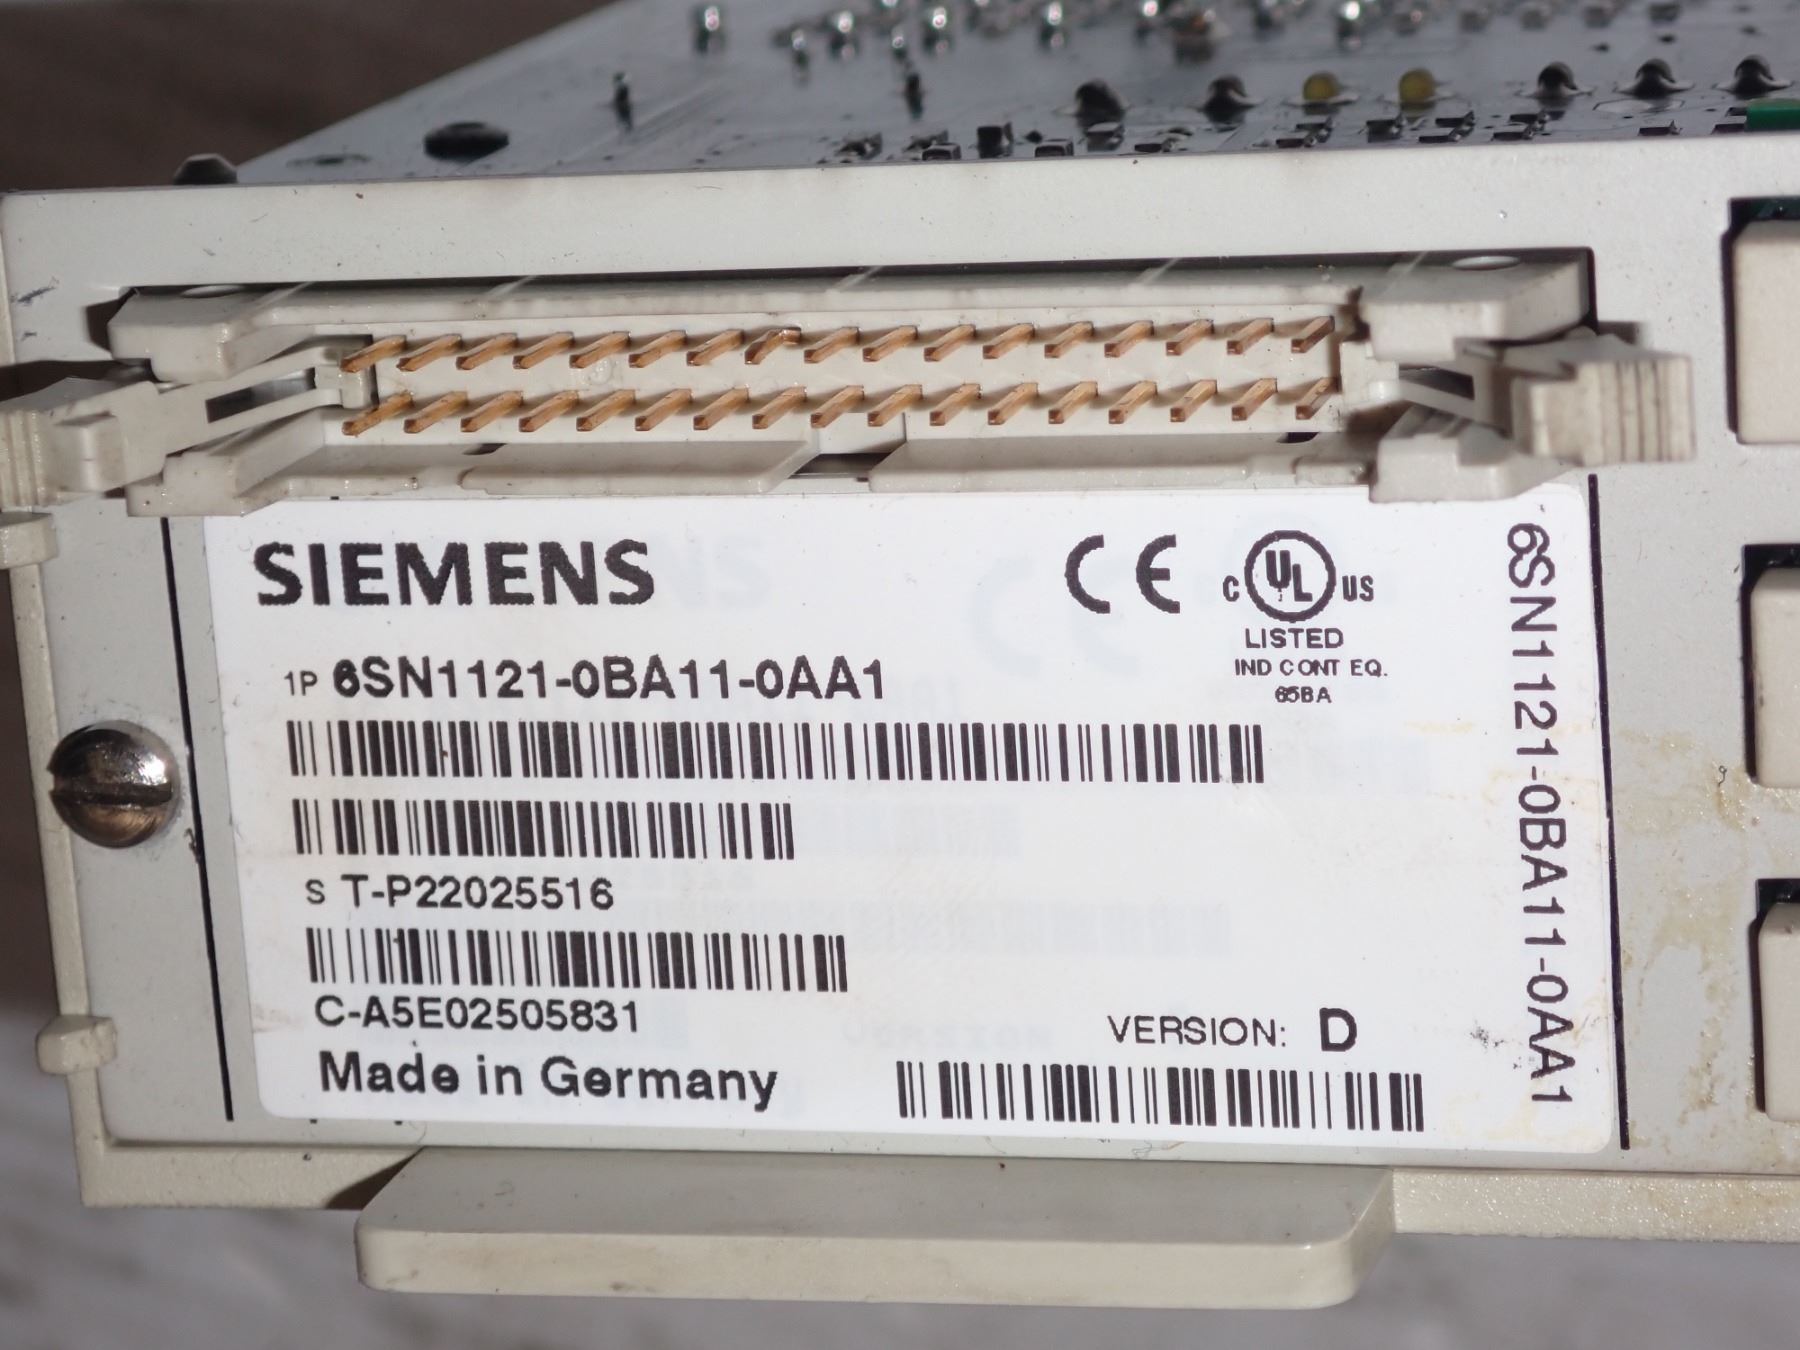 SIEMENS
CE
C UL US
LISTED
IND CONT EQ.
65BA
1P 6SN1121-0BA11-0AA1
S T-P22025516
C-A5E02505831
VERSION: D
Made in Germany
6SN1121-0BA11-0AA1